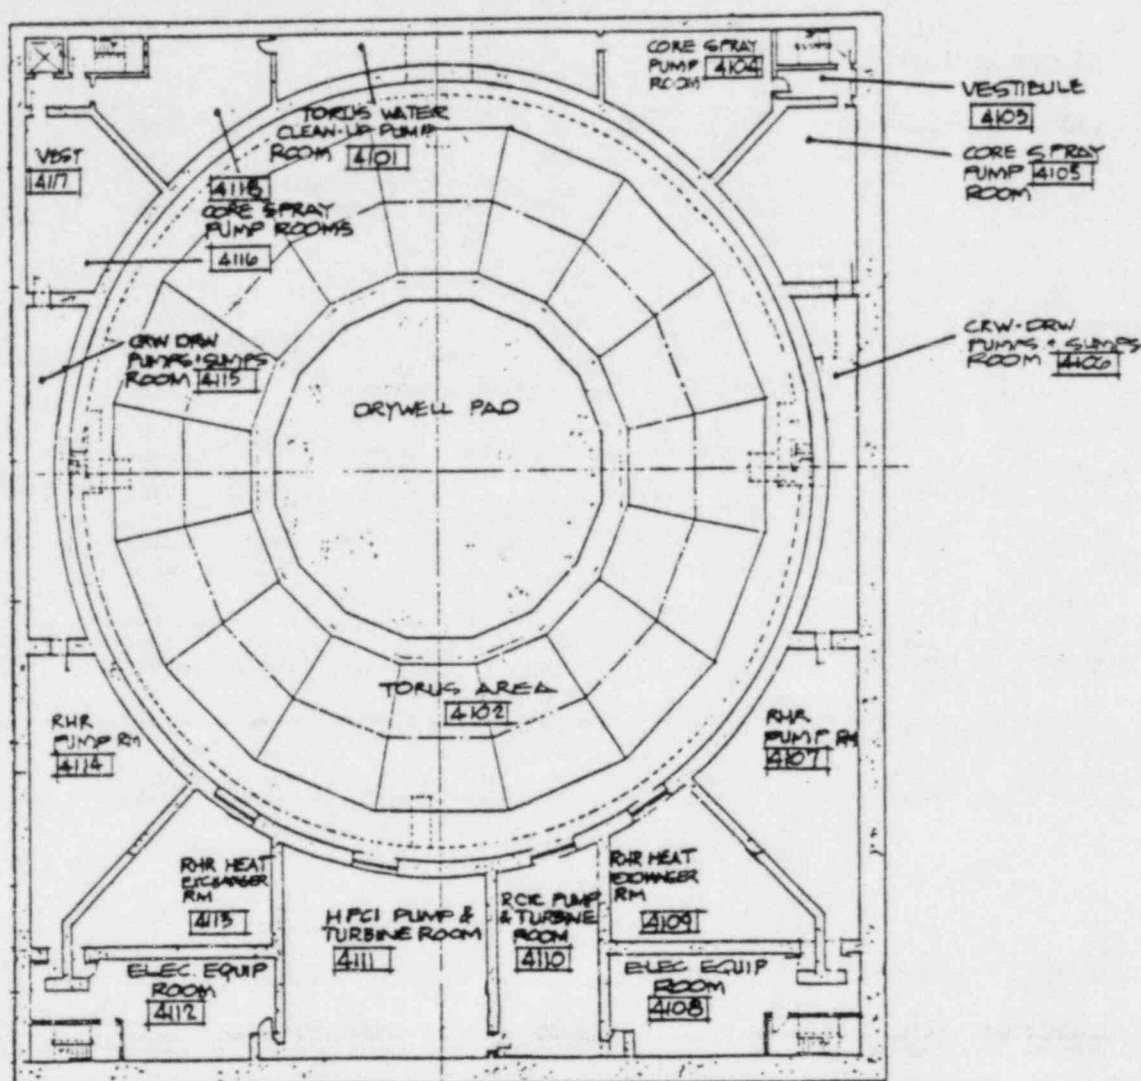 CORE SPRAY
PUMP 4104
ROOM
VESTIBULE
4103
TORUS WATER
CLEAN-UP PUMP
ROOM 4101
CORE SPRAY
PUMP 4105
ROOM
VEST
4117
4118
CORE SPRAY
PUMP ROOMS
4116
CRW DRW
PUMPS & SUMPS
ROOM 4115
CRW-DRW
PUMPS & SUMPS
ROOM 4106
DRYWELL PAD
TORUS AREA
4102
RHR
PUMP RM
4114
RHR
PUMP RM
4107
RHR HEAT
EXCHANGER
RM
4113
HPCI PUMP &
TURBINE ROOM
4111
RCIC PUMP
& TURBINE
ROOM
4110
RHR HEAT
EXCHANGER
RM
4109
ELEC. EQUIP
ROOM
4112
ELEC EQUIP
ROOM
4108